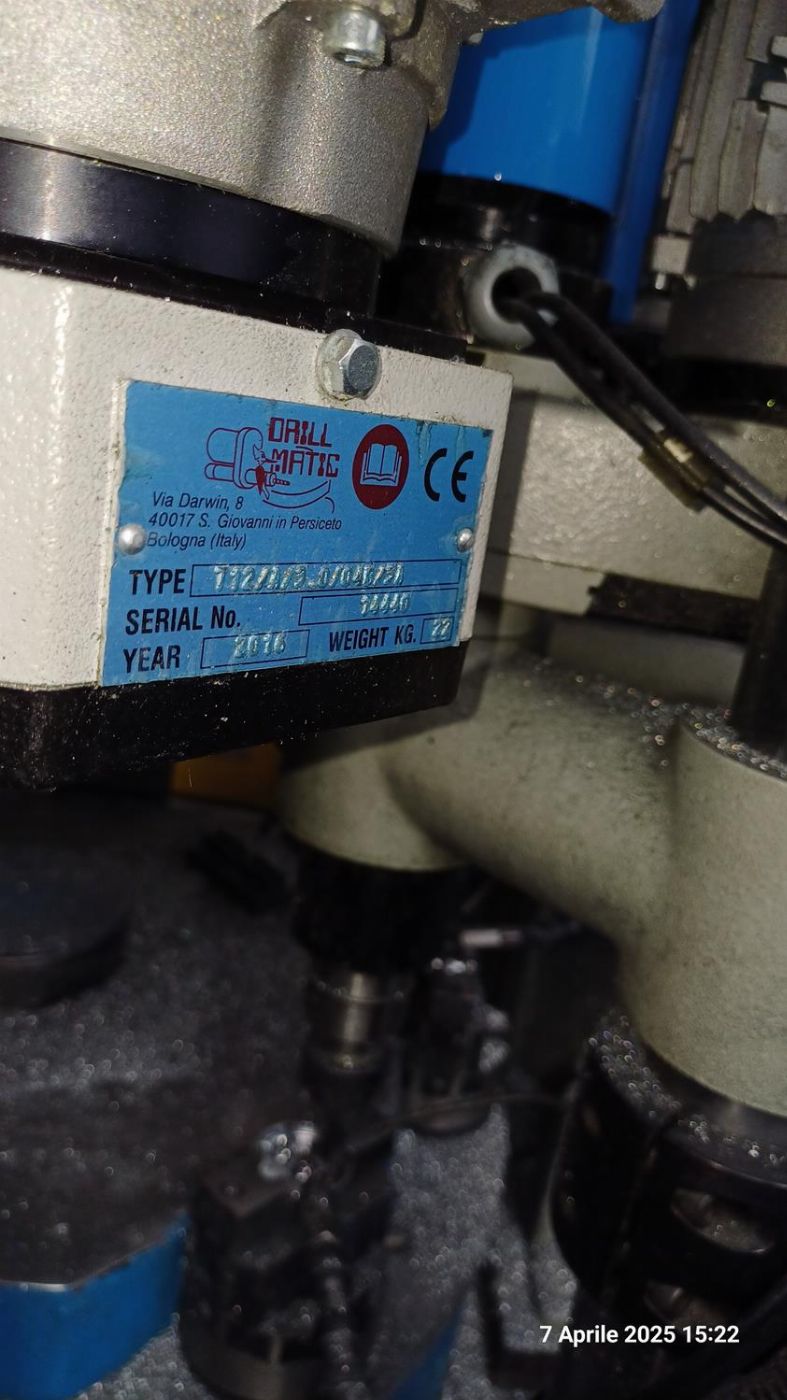 DRILL
MATIC
CE
Via Darwin, 8
40017 S. Giovanni in Persiceto
Bologna (Italy)
TYPE
SERIAL No. 14440
YEAR 2016 WEIGHT KG. 22
7 Aprile 2025 15:22